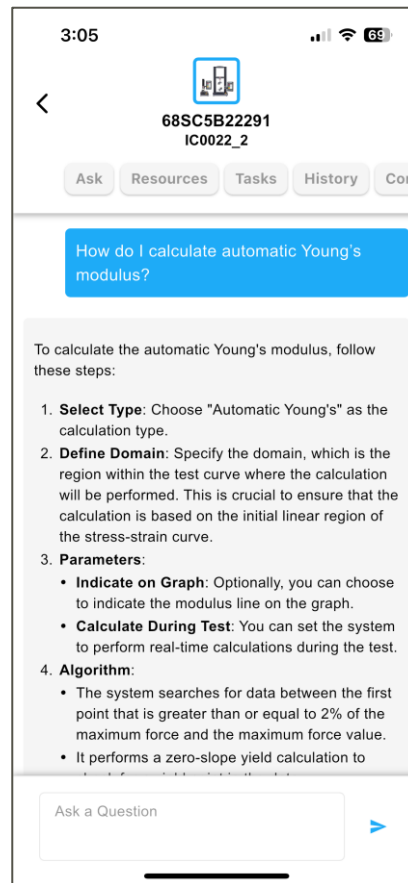 3:05
69
68SC5B22291
IC0022_2
Ask Resources Tasks History
How do I calculate automatic Young's
modulus?
To calculate the automatic Young's modulus, follow
these steps:
1. Select Type: Choose "Automatic Young's" as the
calculation type.
2. Define Domain: Specify the domain, which is the
region within the test curve where the calculation
will be performed. This is crucial to ensure that the
calculation is based on the initial linear region of
the stress-strain curve.
3. Parameters:
• Indicate on Graph: Optionally, you can choose
to indicate the modulus line on the graph.
• Calculate During Test: You can set the system
to perform real-time calculations during the test.
4. Algorithm:
• The system searches for data between the first
point that is greater than or equal to 2% of the
maximum force and the maximum force value.
• It performs a zero-slope yield calculation to
Ask a Question